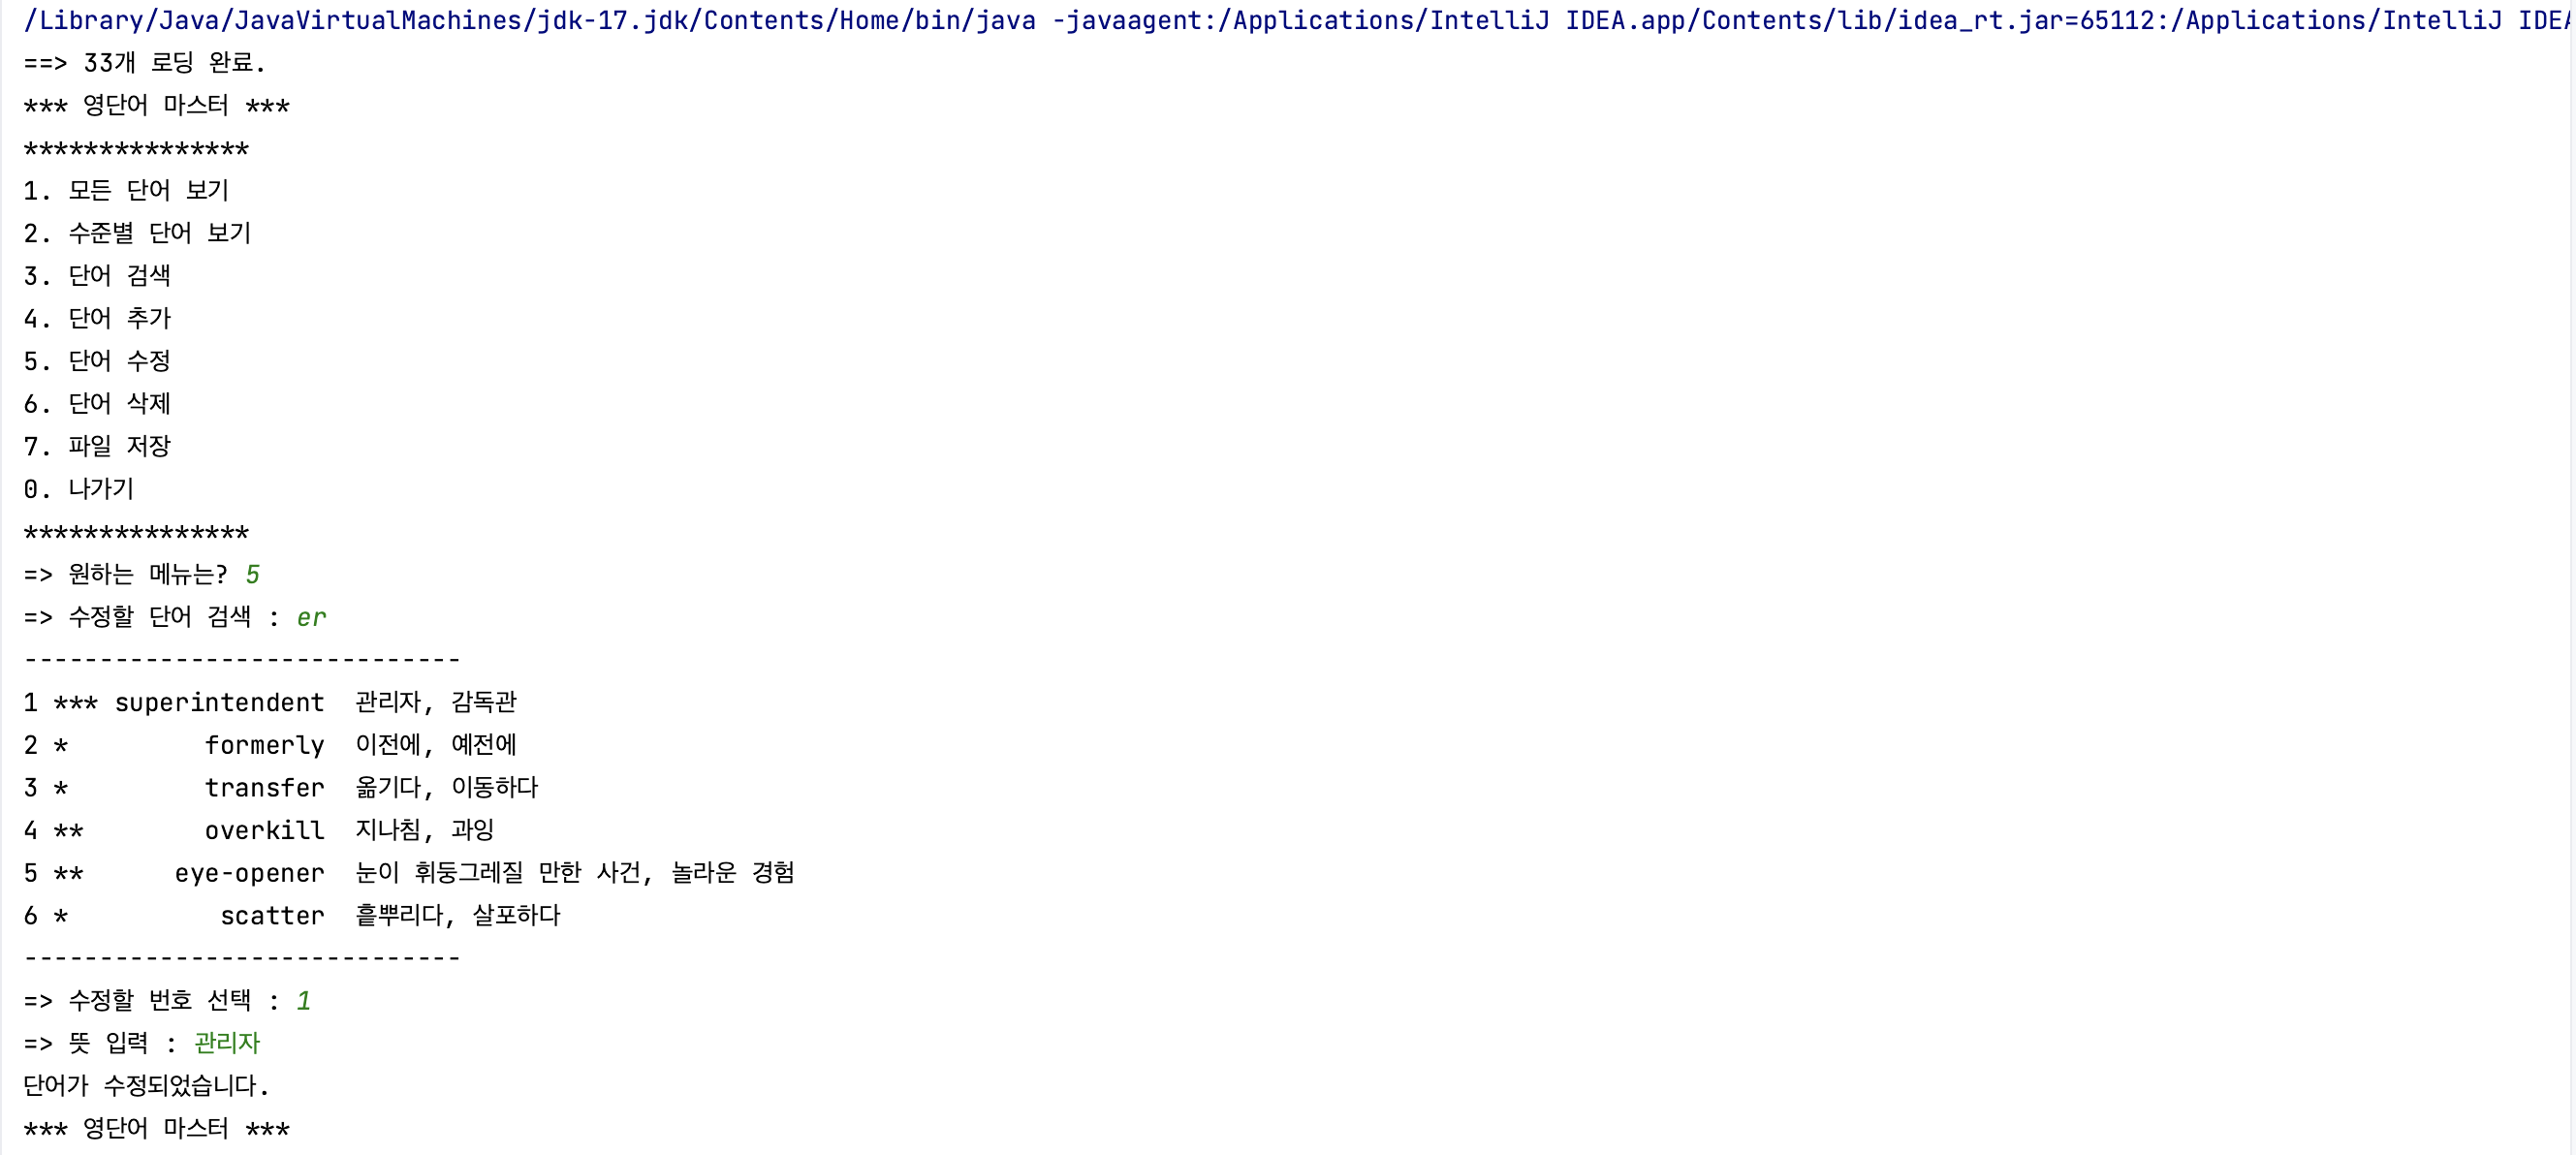 /Library/Java/JavaVirtualMachines/jdk-17.jdk/Contents/Home/bin/java -javaagent:/Applications/IntelliJ IDEA.app/Contents/lib/idea_rt.jar=65112:/Applications/IntelliJ IDEA
==> 33개 로딩 완료.
*** 영단어 마스터 ***
***************
1. 모든 단어 보기
2. 수준별 단어 보기
3. 단어 검색
4. 단어 추가
5. 단어 수정
6. 단어 삭제
7. 파일 저장
0. 나가기
***************
=> 원하는 메뉴는? 5
=> 수정할 단어 검색 : er
-----------------------------
1 *** superintendent  관리자, 감독관
2 *         formerly  이전에, 예전에
3 *         transfer  옮기다, 이동하다
4 **        overkill  지나침, 과잉
5 **      eye-opener  눈이 휘둥그레질 만한 사건, 놀라운 경험
6 *          scatter  흩뿌리다, 살포하다
-----------------------------
=> 수정할 번호 선택 : 1
=> 뜻 입력 : 관리자
단어가 수정되었습니다.
*** 영단어 마스터 ***